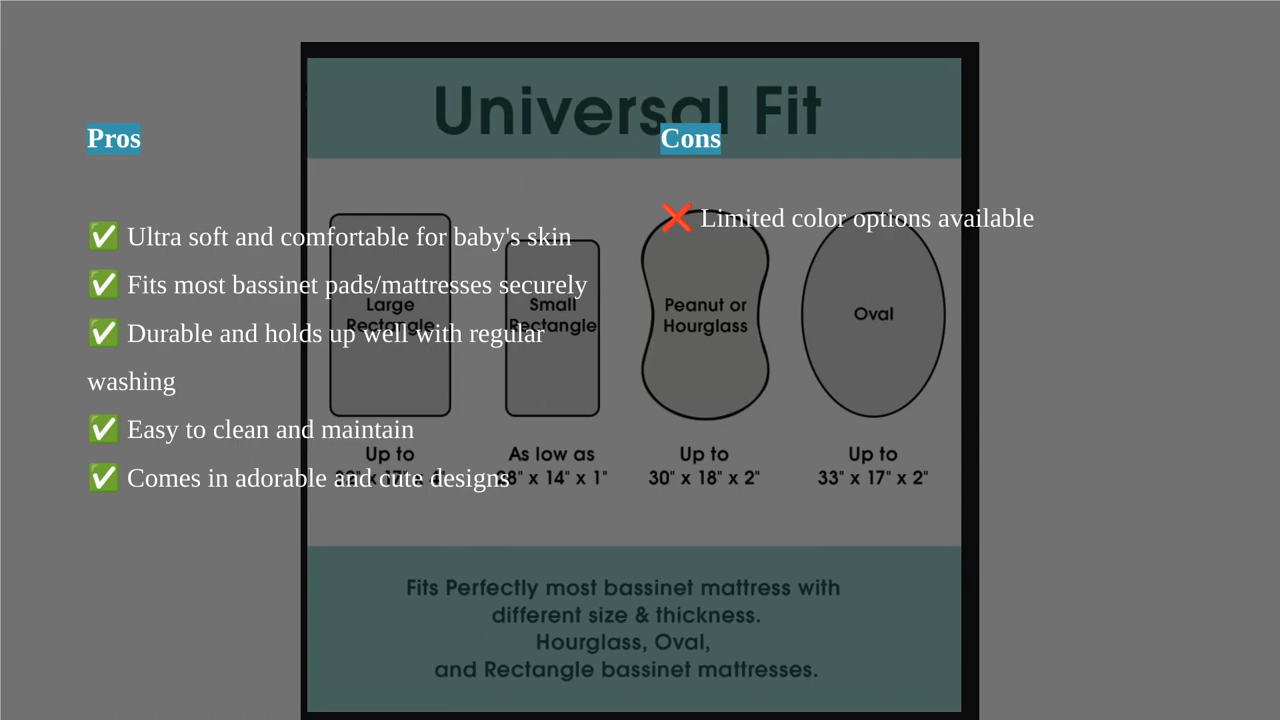 Universal Fit
Pros
✅ Ultra soft and comfortable for baby's skin
✅ Fits most bassinet pads/mattresses securely
✅ Durable and holds up well with regular
washing
✅ Easy to clean and maintain
✅ Comes in adorable and cute designs
Cons
❌ Limited color options available
Large
Rectangle
Small
Rectangle
Peanut or
Hourglass
Oval
Up to
As low as
14" x 1"
Up to
30" x 18" x 2"
Up to
33" x 17" x 2"
Fits Perfectly most bassinet mattress with
different size & thickness.
Hourglass, Oval,
and Rectangle bassinet mattresses.